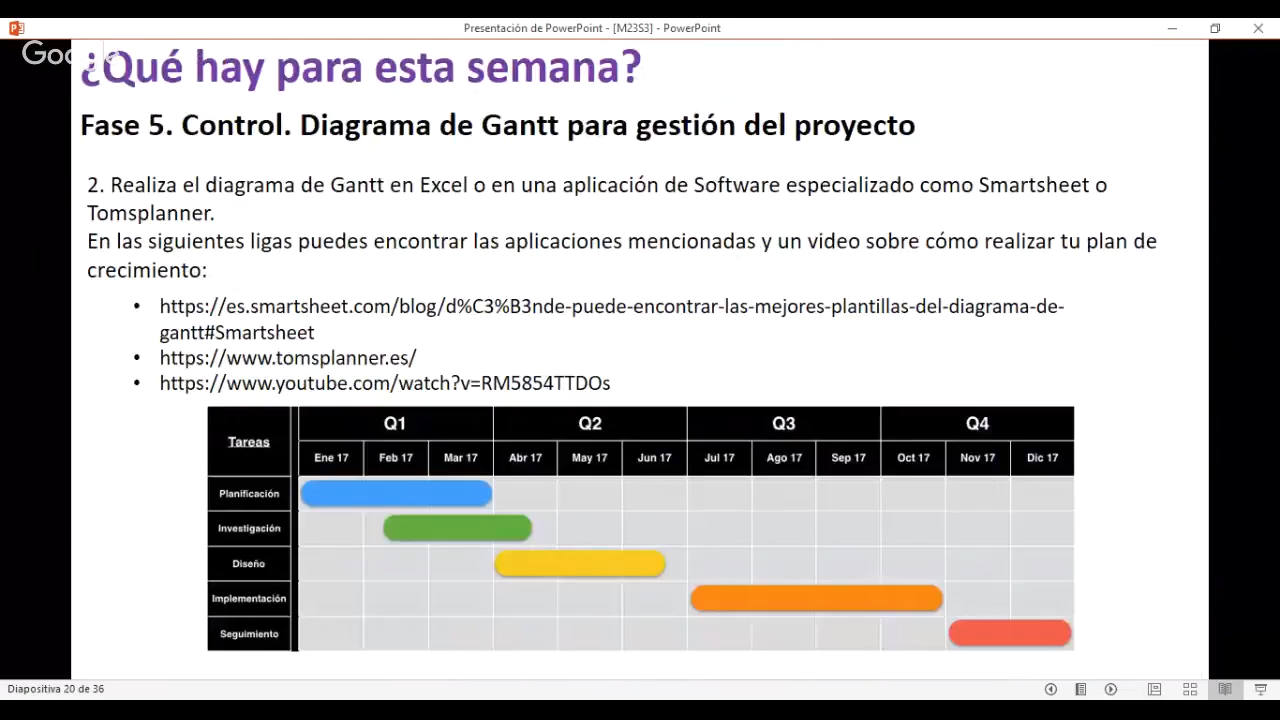 Presentación de PowerPoint - [M23S3] - PowerPoint
Google
¿Qué hay para esta semana?
Fase 5. Control. Diagrama de Gantt para gestión del proyecto
2. Realiza el diagrama de Gantt en Excel o en una aplicación de Software especializado como Smartsheet o
Tomsplanner.
En las siguientes ligas puedes encontrar las aplicaciones mencionadas y un video sobre cómo realizar tu plan de
crecimiento:
• https://es.smartsheet.com/blog/d%C3%B3nde-puede-encontrar-las-mejores-plantillas-del-diagrama-de-
gantt#Smartsheet
• https://www.tomsplanner.es/
• https://www.youtube.com/watch?v=RM5854TTDOs
Tareas Q1 Q2 Q3 Q4
Ene 17 Feb 17 Mar 17 Abr 17 May 17 Jun 17 Jul 17 Ago 17 Sep 17 Oct 17 Nov 17 Dic 17
Planificación
Investigación
Diseño
Implementación
Seguimiento
Diapositiva 20 de 36